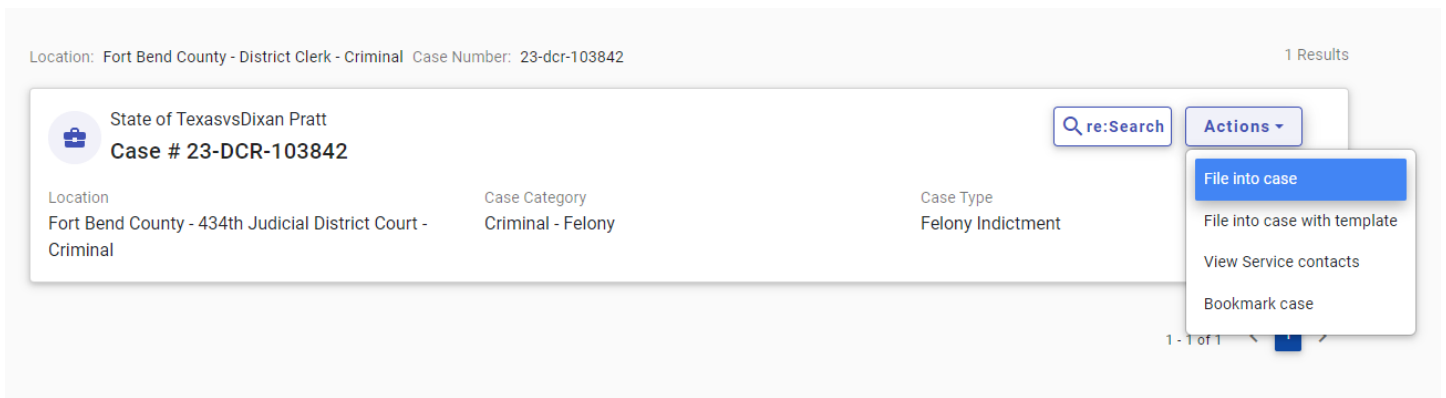 Location: Fort Bend County - District Clerk - Criminal Case Number: 23-dcr-103842
1 Results
State of TexasvsDixan Pratt
Case # 23-DCR-103842
re:Search
Actions
File into case
File into case with template
View Service contacts
Bookmark case
Location
Fort Bend County - 434th Judicial District Court -
Criminal
Case Category
Criminal - Felony
Case Type
Felony Indictment
1 - 1 of 1